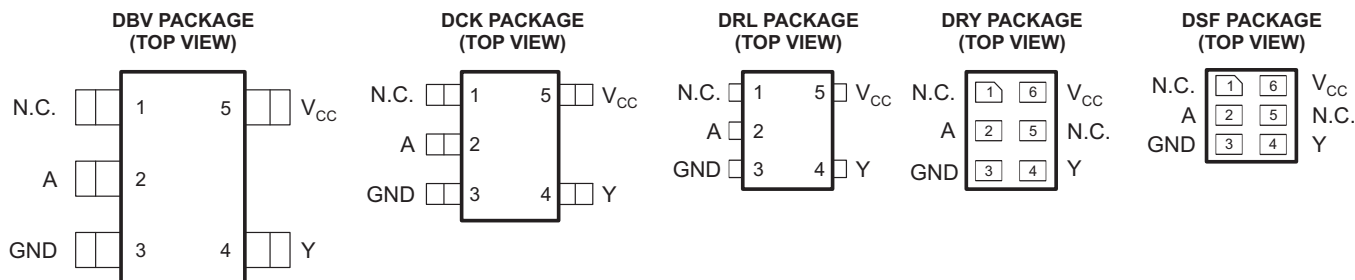 DBV PACKAGE
(TOP VIEW)
N.C. 1 5 VCC
A 2
GND 3 4 Y
DCK PACKAGE
(TOP VIEW)
N.C. 1 5 VCC
A 2
GND 3 4 Y
DRL PACKAGE
(TOP VIEW)
N.C. 1 5 VCC
A 2
GND 3 4 Y
DRY PACKAGE
(TOP VIEW)
N.C. 1 6 VCC
A 2 5 N.C.
GND 3 4 Y
DSF PACKAGE
(TOP VIEW)
N.C. 1 6 VCC
A 2 5 N.C.
GND 3 4 Y